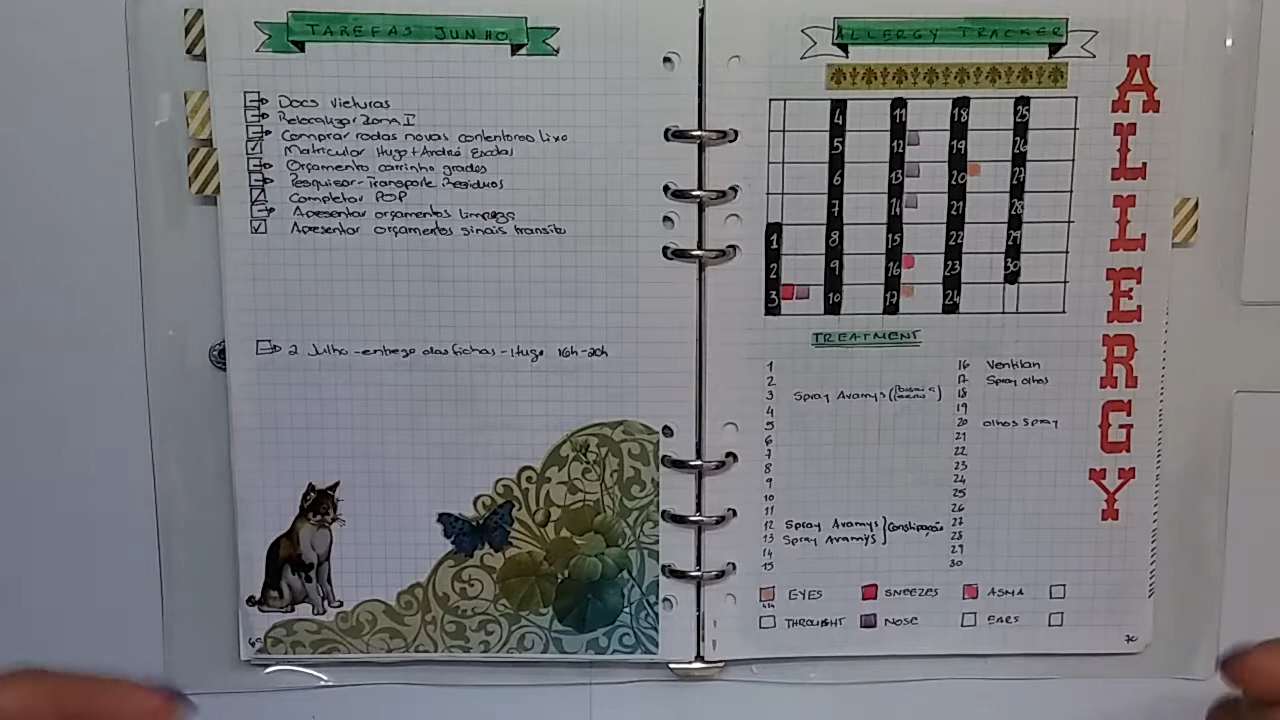 TAREFAS JUNHO
Docs Vieturas
Relocalizar Zona I
Comprar rodas novas contentores lixo
Matricular Hugo + André Escolas
Orçamento carrinho grades
Pesquisar - Transporte Residuos
Completar POP
Apresentar orçamentos limpeza
Apresentar orçamentos sinais transito
2 Julho - entrega das fichas - Hugo 16h-20h
ALLERGY TRACKER
4 11 18 25
5 12 19 26
6 13 20 27
7 14 21 28
1 8 15 22 29
2 9 16 23 30
3 10 17 24
ALLERGY
TREATMENT
1
2
3 Spray Avamys
4
5
6
7
8
9
10
11
12 Spray Avamys
13 Spray Avamys
Constipação
14
15
16 Ventilan
17 Spray olhos
18
19
20 olhos Spray
21
22
23
24
25
26
27
28
29
30
EYES SNEEZES ASMA
THROUGHT NOSE EARS
70